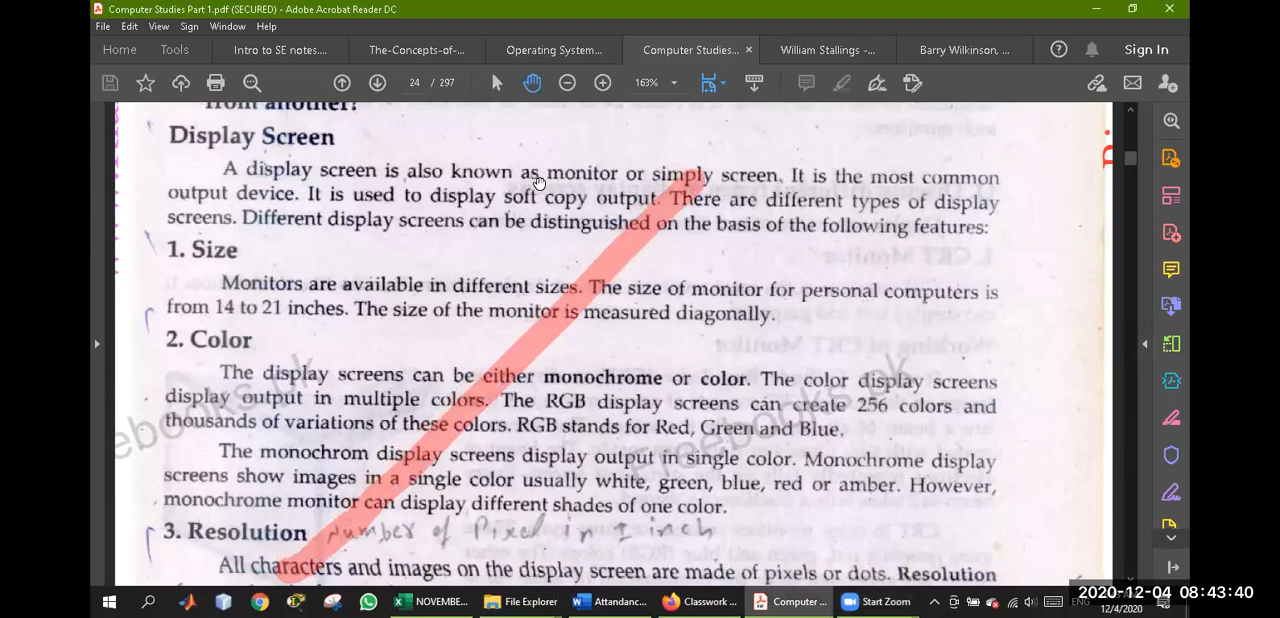 Computer Studies Part 1.pdf (SECURED) - Adobe Acrobat Reader DC
File Edit View Sign Window Help
Home Tools Intro to SE notes.... The-Concepts-of-... Operating System... Computer Studies... × William Stallings -... Barry Wilkinson, ... Sign In
24 / 297 163%
from another?
Display Screen
A display screen is also known as monitor or simply screen. It is the most common
output device. It is used to display soft copy output. There are different types of display
screens. Different display screens can be distinguished on the basis of the following features:
1. Size
Monitors are available in different sizes. The size of monitor for personal computers is
from 14 to 21 inches. The size of the monitor is measured diagonally.
2. Color
The display screens can be either monochrome or color. The color display screens
display output in multiple colors. The RGB display screens can create 256 colors and
thousands of variations of these colors. RGB stands for Red, Green and Blue.
The monochrom display screens display output in single color. Monochrome display
screens show images in a single color usually white, green, blue, red or amber. However,
monochrome monitor can display different shades of one color.
3. Resolution Number of Pixel in 1 inch
All characters and images on the display screen are made of pixels or dots. Resolution
ebooks.pk
Freebooks.pk
NOVEMBE... File Explorer Attendanc... Classwork ... Computer ... Start Zoom ENG
12/4/2020
2020-12-04 08:43:40